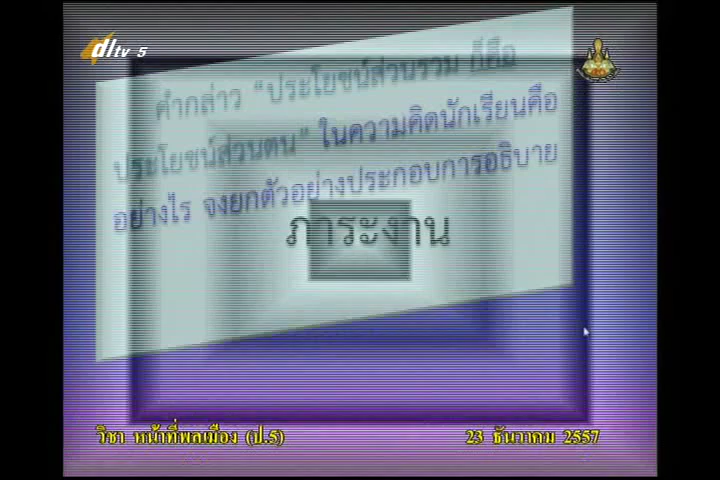 dltv 5
คำกล่าว “ประโยชน์ส่วนรวม ก็คือ
ประโยชน์ส่วนตน” ในความคิดนักเรียนคือ
อย่างไร จงยกตัวอย่างประกอบการอธิบาย
ภาระงาน
วิชา หน้าที่พลเมือง (ป.5)
23 ธันวาคม 2557